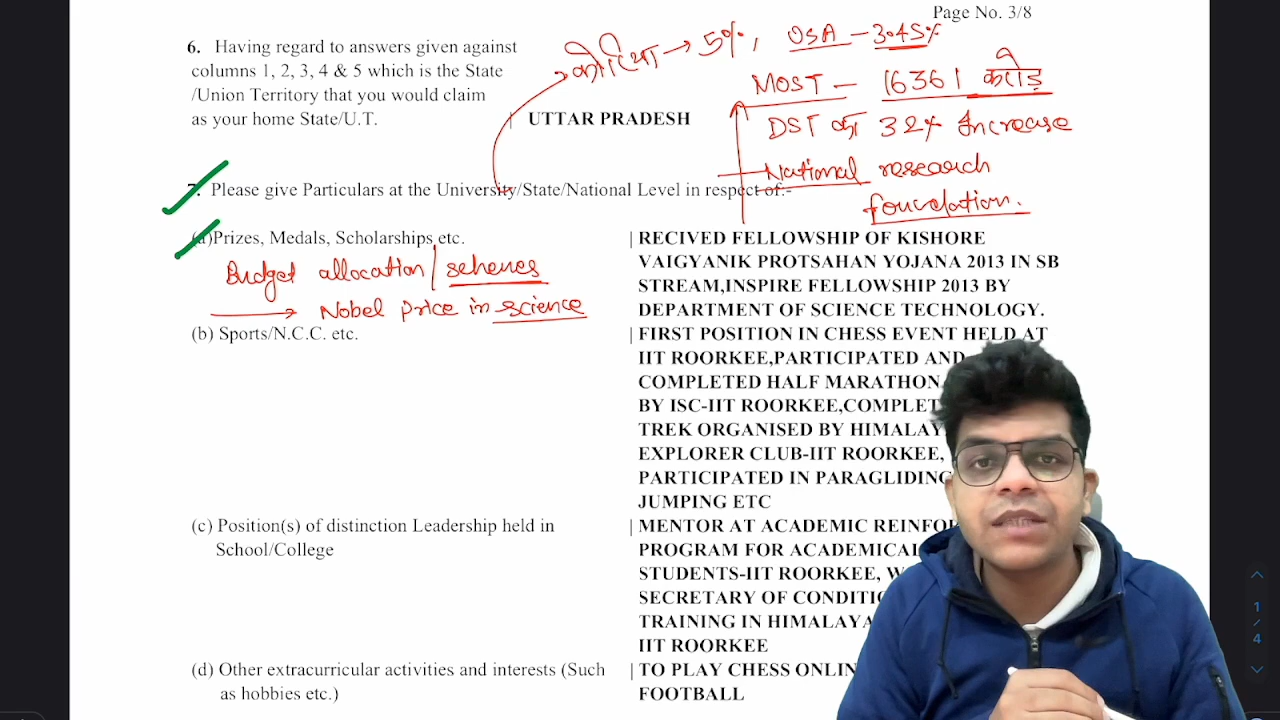 Page No. 3/8
6. Having regard to answers given against
columns 1, 2, 3, 4 & 5 which is the State
/Union Territory that you would claim
as your home State/U.T.
| UTTAR PRADESH
कोरिया → 5%, USA - 3.45%
MOST - 16361 करोड़
DST का 32% Increase
National research
foundation.
7. Please give Particulars at the University/State/National Level in respect of:-
(a)Prizes, Medals, Scholarships etc.
Budget allocation / schemes
→ Nobel Price in science
| RECIVED FELLOWSHIP OF KISHORE
VAIGYANIK PROTSAHAN YOJANA 2013 IN SB
STREAM,INSPIRE FELLOWSHIP 2013 BY
DEPARTMENT OF SCIENCE TECHNOLOGY.
(b) Sports/N.C.C. etc.
| FIRST POSITION IN CHESS EVENT HELD AT
IIT ROORKEE,PARTICIPATED AND
COMPLETED HALF MARATHON
BY ISC-IIT ROORKEE,COMPLET
TREK ORGANISED BY HIMALAY
EXPLORER CLUB-IIT ROORKEE,
PARTICIPATED IN PARAGLIDING
JUMPING ETC
(c) Position(s) of distinction Leadership held in
School/College
| MENTOR AT ACADEMIC REINFO
PROGRAM FOR ACADEMICAL
STUDENTS-IIT ROORKEE, W
SECRETARY OF CONDITIO
TRAINING IN HIMALAYA
IIT ROORKEE
(d) Other extracurricular activities and interests (Such
as hobbies etc.)
| TO PLAY CHESS ONLIN
FOOTBALL
1
/
4